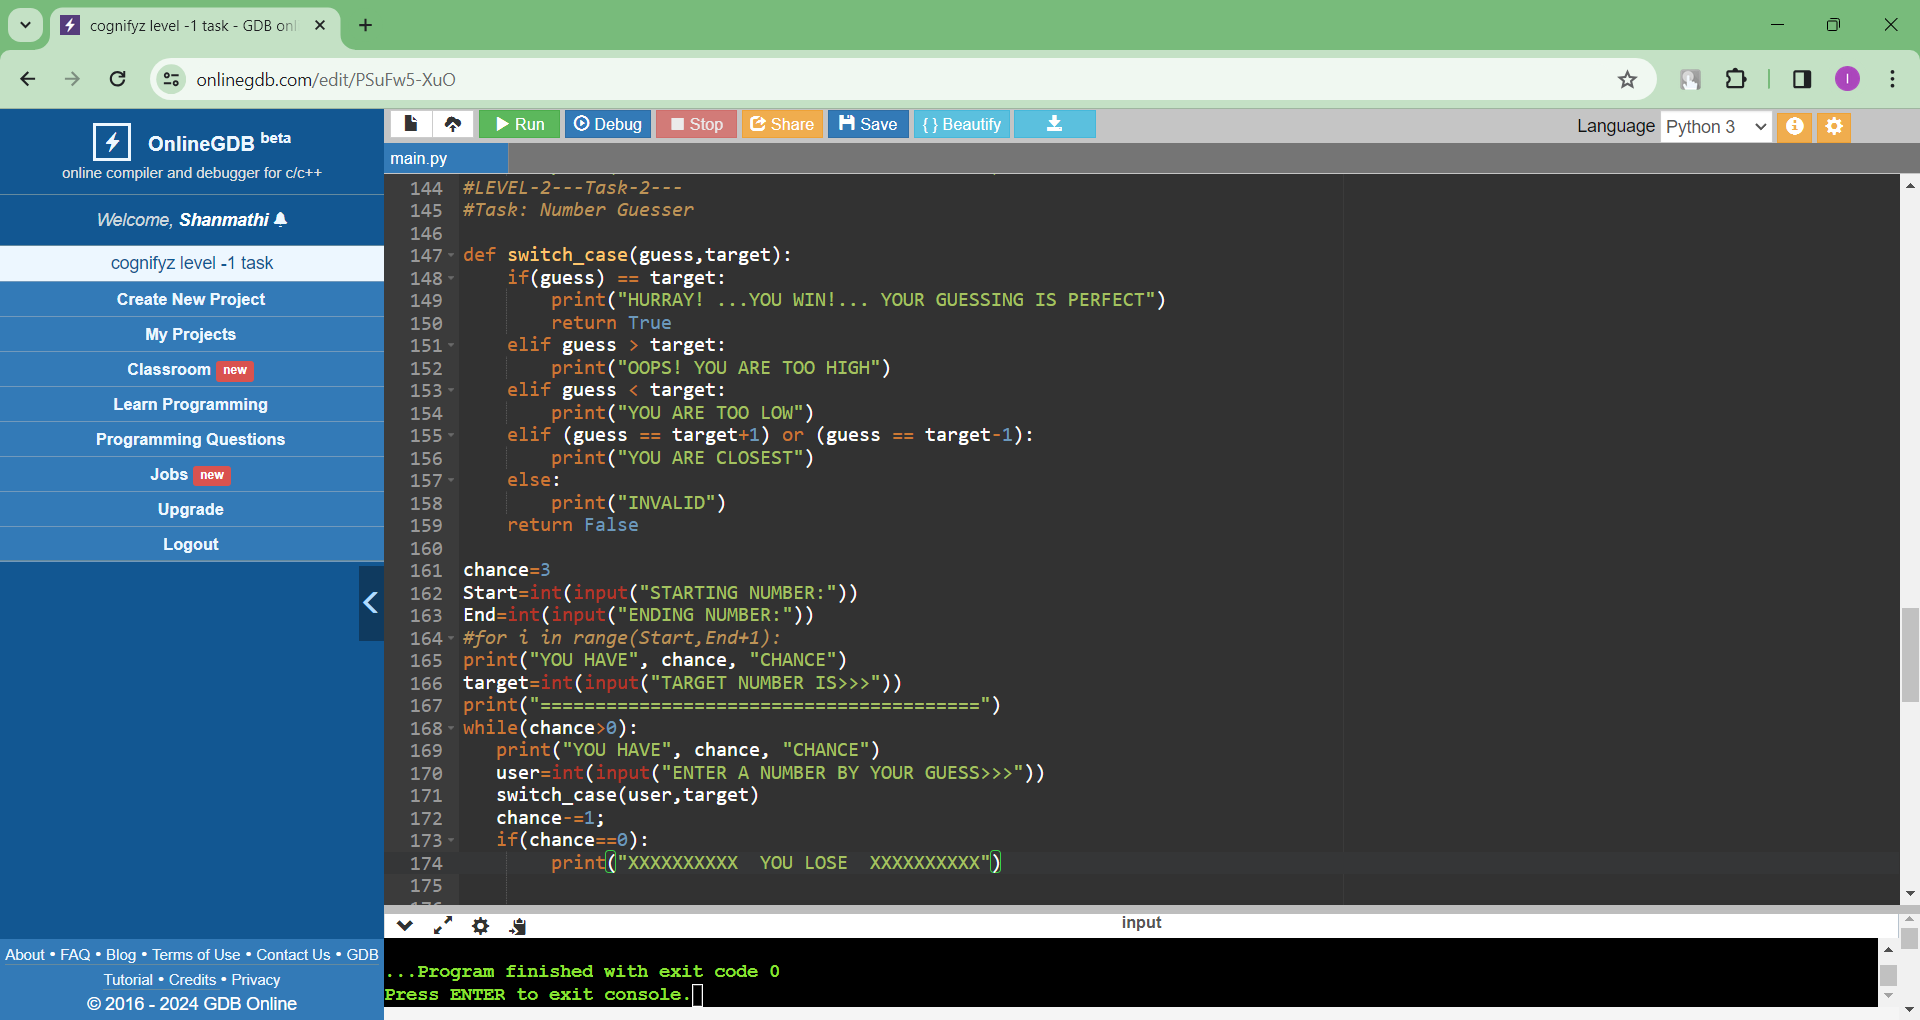 cognifyz level -1 task - GDB onl
onlinegdb.com/edit/PSuFw5-XuO
I
OnlineGDB beta
online compiler and debugger for c/c++
Welcome, Shanmathi
cognifyz level -1 task
Create New Project
My Projects
Classroom new
Learn Programming
Programming Questions
Jobs new
Upgrade
Logout
About • FAQ • Blog • Terms of Use • Contact Us • GDB
Tutorial • Credits • Privacy
© 2016 - 2024 GDB Online
Run Debug Stop Share Save { } Beautify
Language Python 3
main.py
144 #LEVEL-2---Task-2---
145 #Task: Number Guesser
146
147 def switch_case(guess,target):
148     if(guess) == target:
149         print("HURRAY! ...YOU WIN!... YOUR GUESSING IS PERFECT")
150         return True
151     elif guess > target:
152         print("OOPS! YOU ARE TOO HIGH")
153     elif guess < target:
154         print("YOU ARE TOO LOW")
155     elif (guess == target+1) or (guess == target-1):
156         print("YOU ARE CLOSEST")
157     else:
158         print("INVALID")
159     return False
160
161 chance=3
162 Start=int(input("STARTING NUMBER:"))
163 End=int(input("ENDING NUMBER:"))
164 #for i in range(Start,End+1):
165 print("YOU HAVE", chance, "CHANCE")
166 target=int(input("TARGET NUMBER IS>>>"))
167 print("========================================")
168 while(chance>0):
169    print("YOU HAVE", chance, "CHANCE")
170    user=int(input("ENTER A NUMBER BY YOUR GUESS>>>"))
171    switch_case(user,target)
172    chance-=1;
173    if(chance==0):
174         print("XXXXXXXXXX  YOU LOSE  XXXXXXXXXX")
175
input
...Program finished with exit code 0
Press ENTER to exit console.